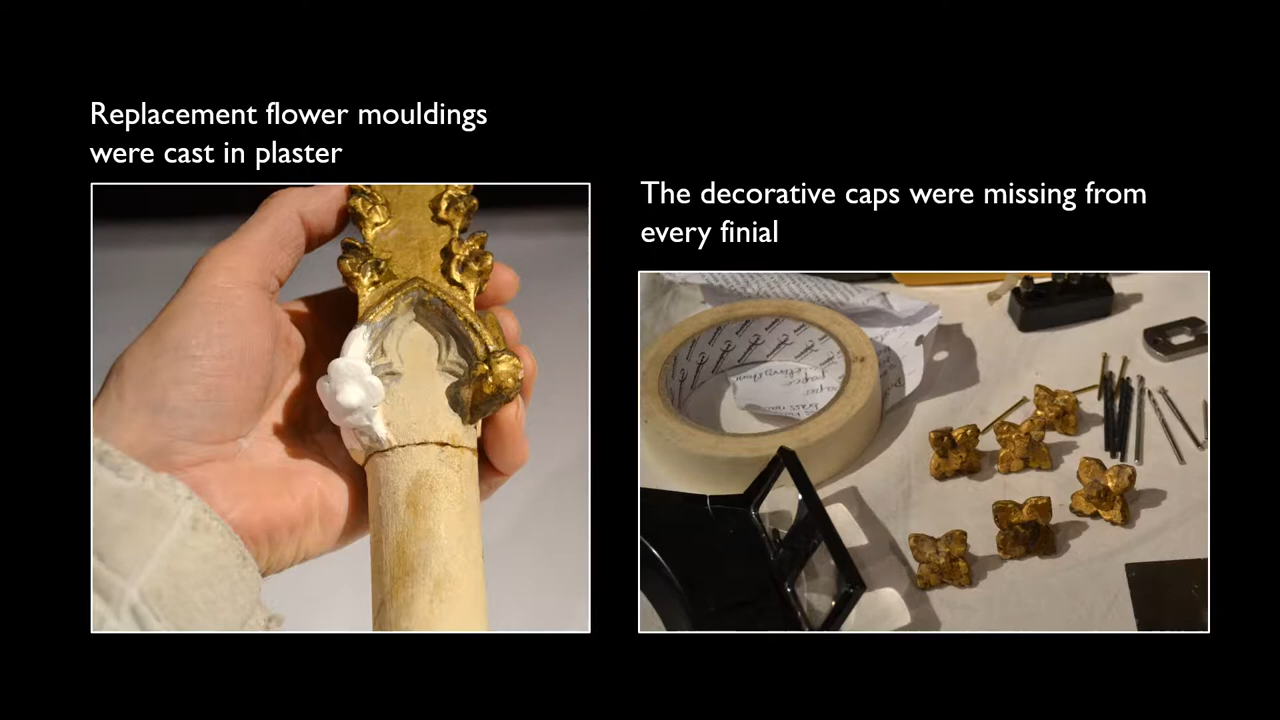 Replacement flower mouldings
were cast in plaster
The decorative caps were missing from
every finial